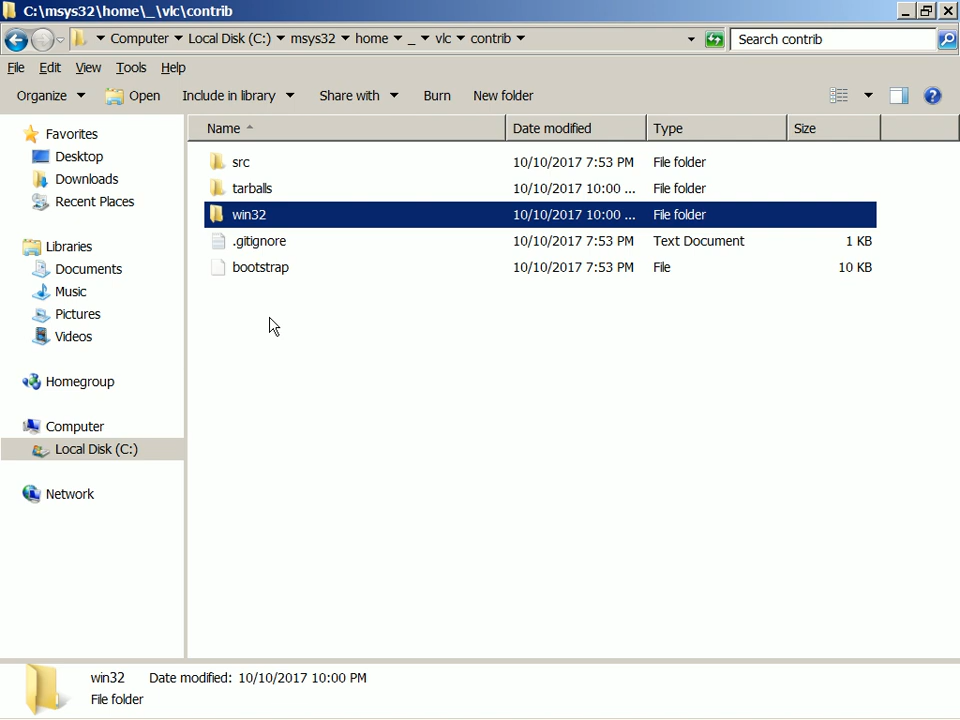 C:\msys32\home\_\vlc\contrib
Computer Local Disk (C:) msys32 home _ vlc contrib Search contrib
File Edit View Tools Help
Organize Open Include in library Share with Burn New folder
Name Date modified Type Size
Favorites
Desktop
Downloads
Recent Places
Libraries
Documents
Music
Pictures
Videos
Homegroup
Computer
Local Disk (C:)
Network
src 10/10/2017 7:53 PM File folder
tarballs 10/10/2017 10:00 ... File folder
win32 10/10/2017 10:00 ... File folder
.gitignore 10/10/2017 7:53 PM Text Document 1 KB
bootstrap 10/10/2017 7:53 PM File 10 KB
win32 Date modified: 10/10/2017 10:00 PM
File folder